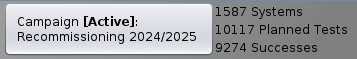 Campaign [Active]:
Recommissioning 2024/2025
1587 Systems
10117 Planned Tests
9274 Successes